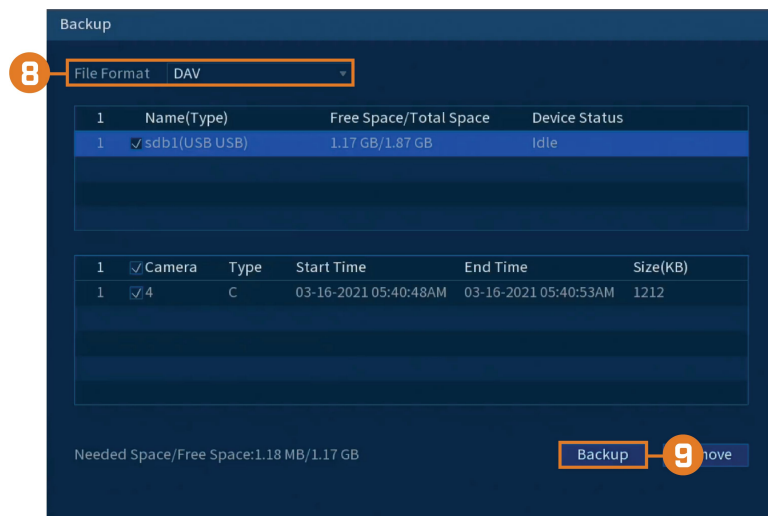 Backup
8 File Format DAV
1 Name(Type) Free Space/Total Space Device Status
1 sdb1(USB USB) 1.17 GB/1.87 GB Idle
1 Camera Type Start Time End Time Size(KB)
1 4 C 03-16-2021 05:40:48AM 03-16-2021 05:40:53AM 1212
Needed Space/Free Space:1.18 MB/1.17 GB Backup 9 nove